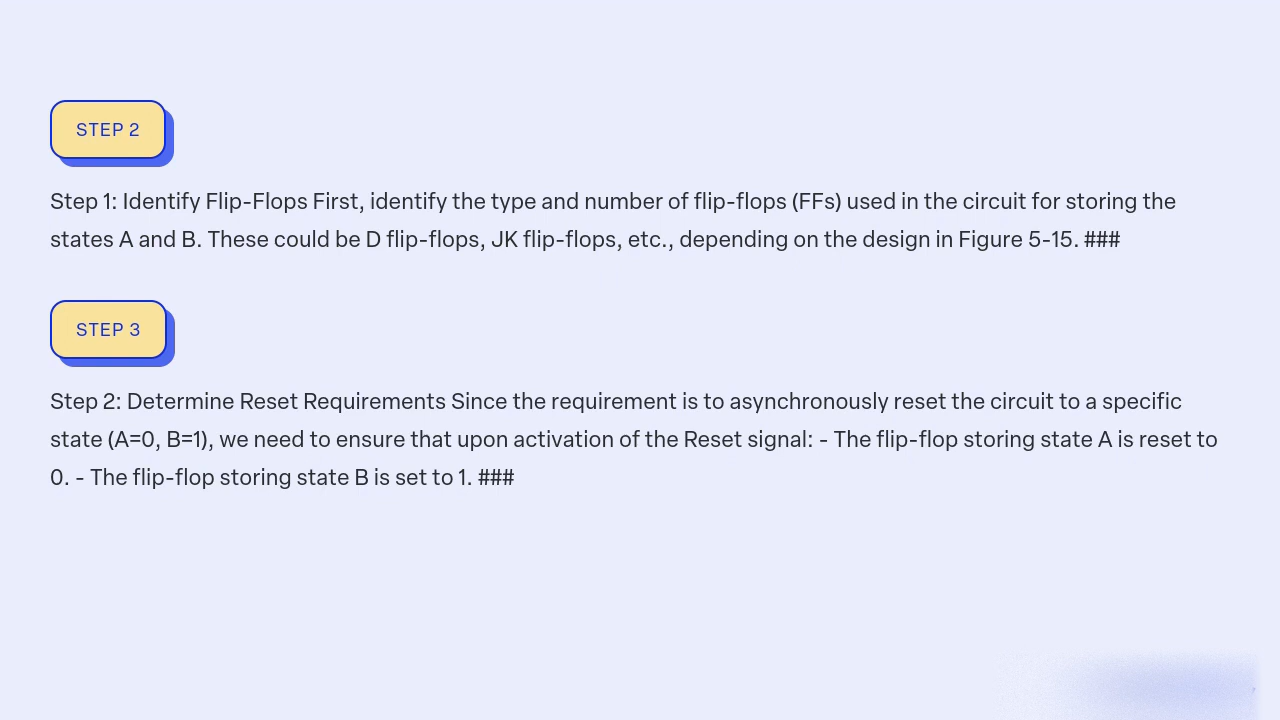 STEP 2
Step 1: Identify Flip-Flops First, identify the type and number of flip-flops (FFs) used in the circuit for storing the
states A and B. These could be D flip-flops, JK flip-flops, etc., depending on the design in Figure 5-15. ###
STEP 3
Step 2: Determine Reset Requirements Since the requirement is to asynchronously reset the circuit to a specific
state (A=0, B=1), we need to ensure that upon activation of the Reset signal: - The flip-flop storing state A is reset to
0. - The flip-flop storing state B is set to 1. ###